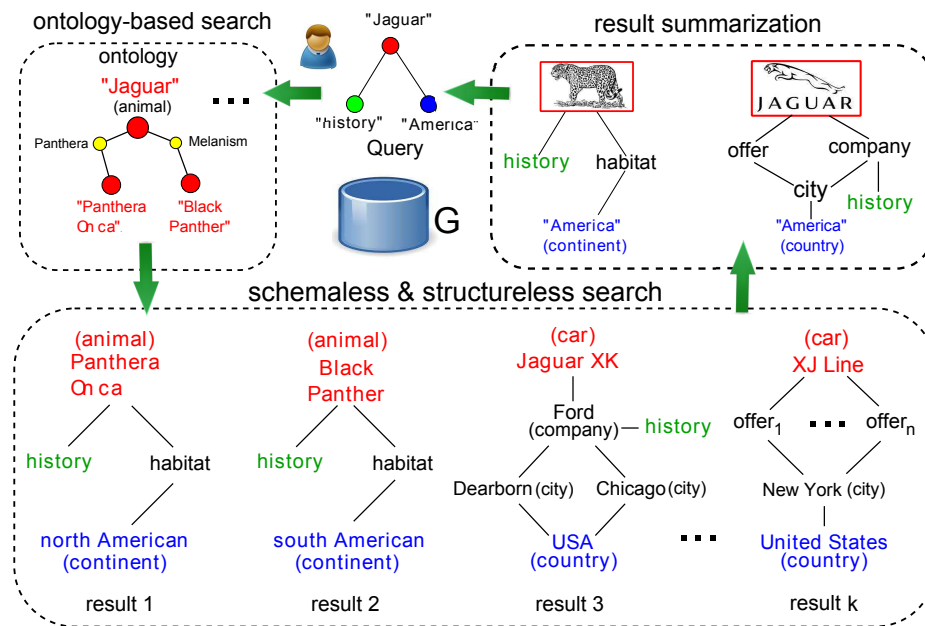 ontology-based search
ontology
"Jaguar"
(animal)
Panthera
Melanism
"Panthera
On ca"
"Black
Panther"
...
"Jaguar"
"history"
"America"
Query
G
result summarization
history
habitat
"America"
(continent)
JAGUAR
offer
company
city
history
"America"
(country)
schemaless & structureless search
(animal)
Panthera
On ca
history
habitat
north American
(continent)
result 1
(animal)
Black
Panther
history
habitat
south American
(continent)
result 2
(car)
Jaguar XK
Ford
(company)
history
Dearborn (city)
Chicago (city)
USA
(country)
result 3
...
(car)
XJ Line
offer1
...
offern
New York (city)
United States
(country)
result k